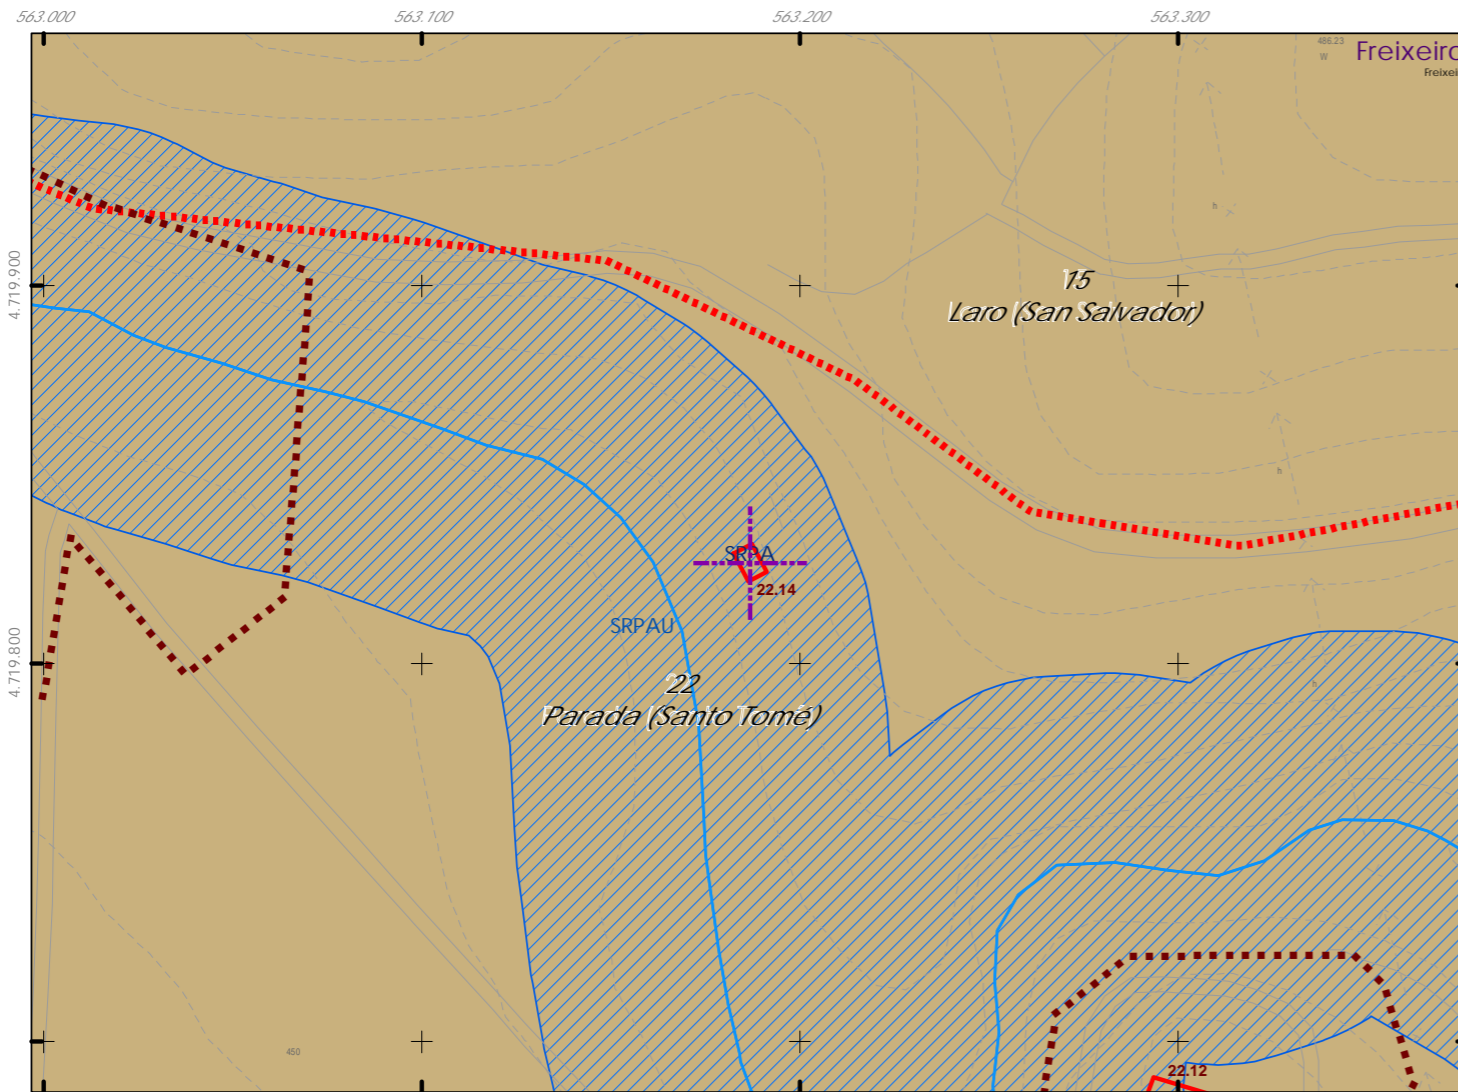 563.000 563.100 563.200 563.300
486.23
W
Freixeiro
Freixei
4.719.900
h
15
Laro (San Salvador)
h
SRPA
22.14
SRPAU
4.719.800
22
Parada (Santo Tomé)
h
450
22.12